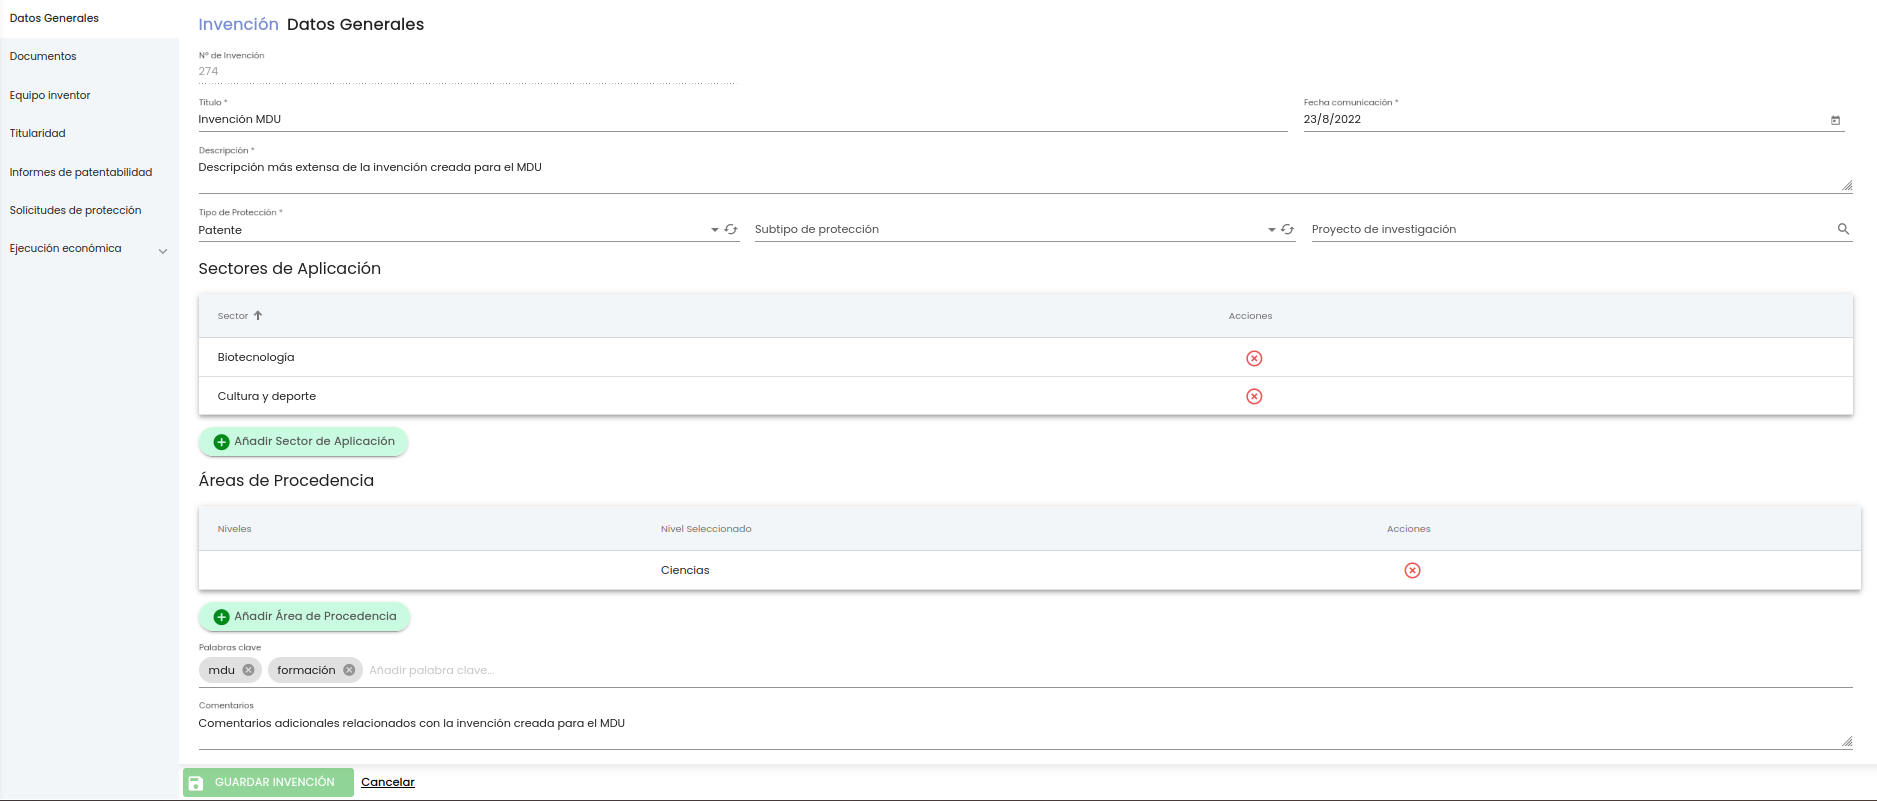 Datos Generales
Documentos
Equipo inventor
Titularidad
Informes de patentabilidad
Solicitudes de protección
Ejecución económica
Invención Datos Generales
Nº de Invención
274
Título *
Invención MDU
Fecha comunicación *
23/8/2022
Descripción *
Descripción más extensa de la invención creada para el MDU
Tipo de Protección *
Patente
Subtipo de protección
Proyecto de investigación
Sectores de Aplicación
Sector Acciones
Biotecnología
Cultura y deporte
Añadir Sector de Aplicación
Áreas de Procedencia
Niveles Nivel Seleccionado Acciones
Ciencias
Añadir Área de Procedencia
Palabras clave
mdu formación Añadir palabra clave...
Comentarios
Comentarios adicionales relacionados con la invención creada para el MDU
GUARDAR INVENCIÓN Cancelar